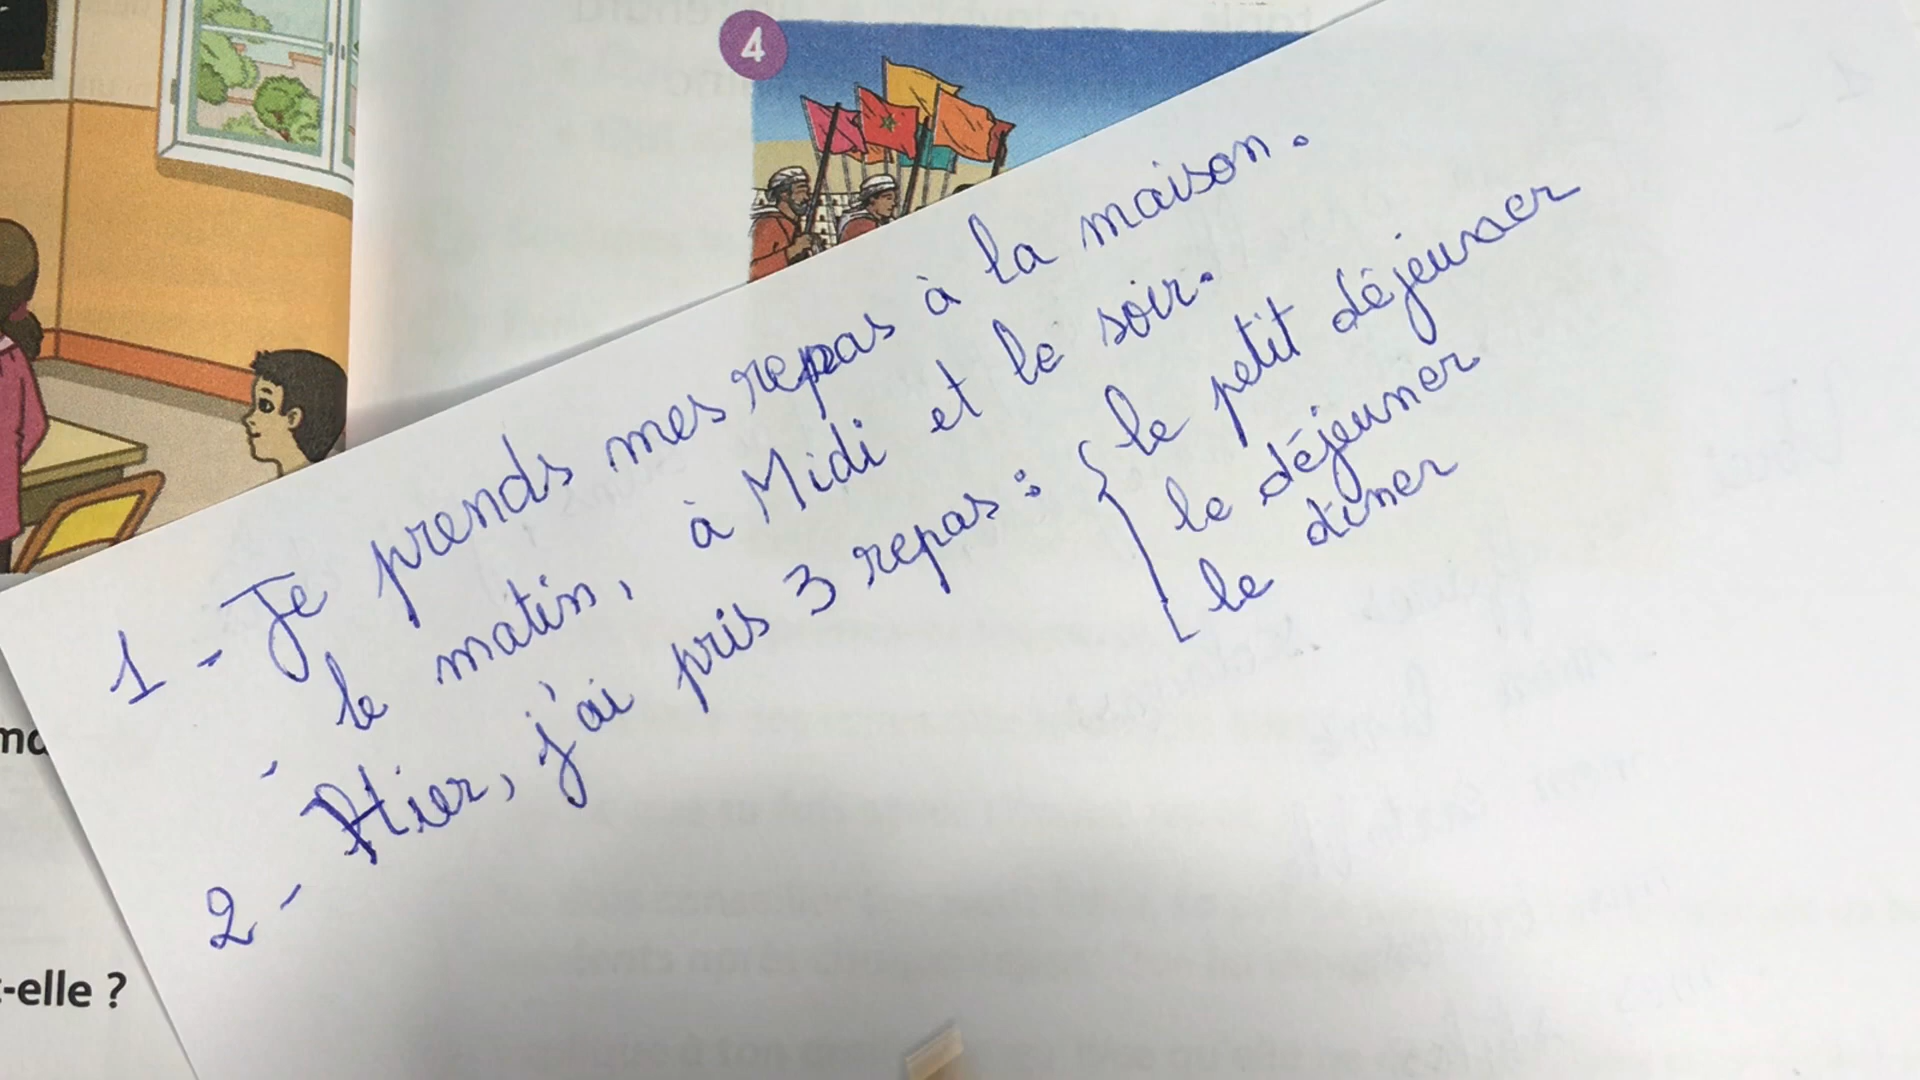 4
1 - Je prends mes repas à la maison.
- le matin, à Midi et le soir.
2 - Hier, j'ai pris 3 repas : { le petit déjeuner
le déjeuner
le dîner
-elle ?